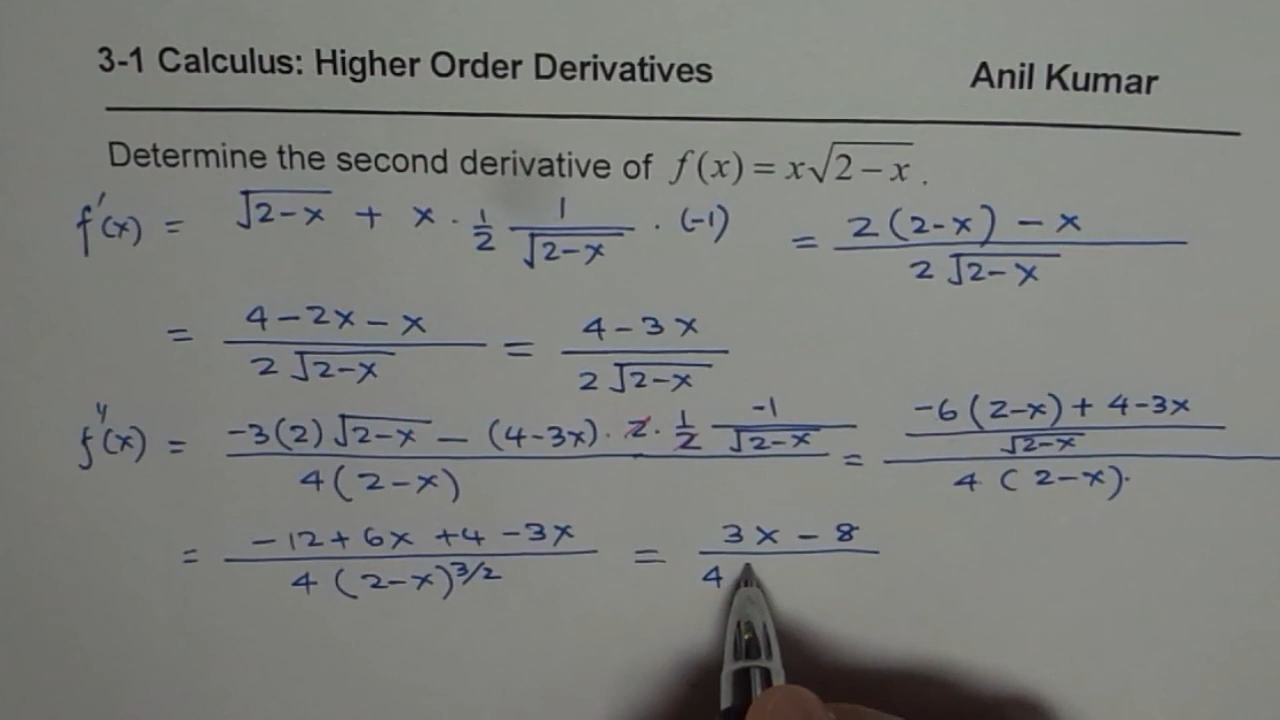 3-1 Calculus: Higher Order Derivatives Anil Kumar
Determine the second derivative of f(x) = x√(2-x).
f'(x) = √(2-x) + x · 1/2 1/√(2-x) · (-1) = (2(2-x) - x)/(2√(2-x))
= (4-2x-x)/(2√(2-x)) = (4-3x)/(2√(2-x))
f''(x) = (-3(2)√(2-x) - (4-3x) · 2 · 1/2 -1/√(2-x))/(4(2-x)) = ((-6(2-x) + 4-3x)/√(2-x))/(4(2-x)).
= (-12+6x+4-3x)/(4(2-x)^3/2) = (3x-8)/4